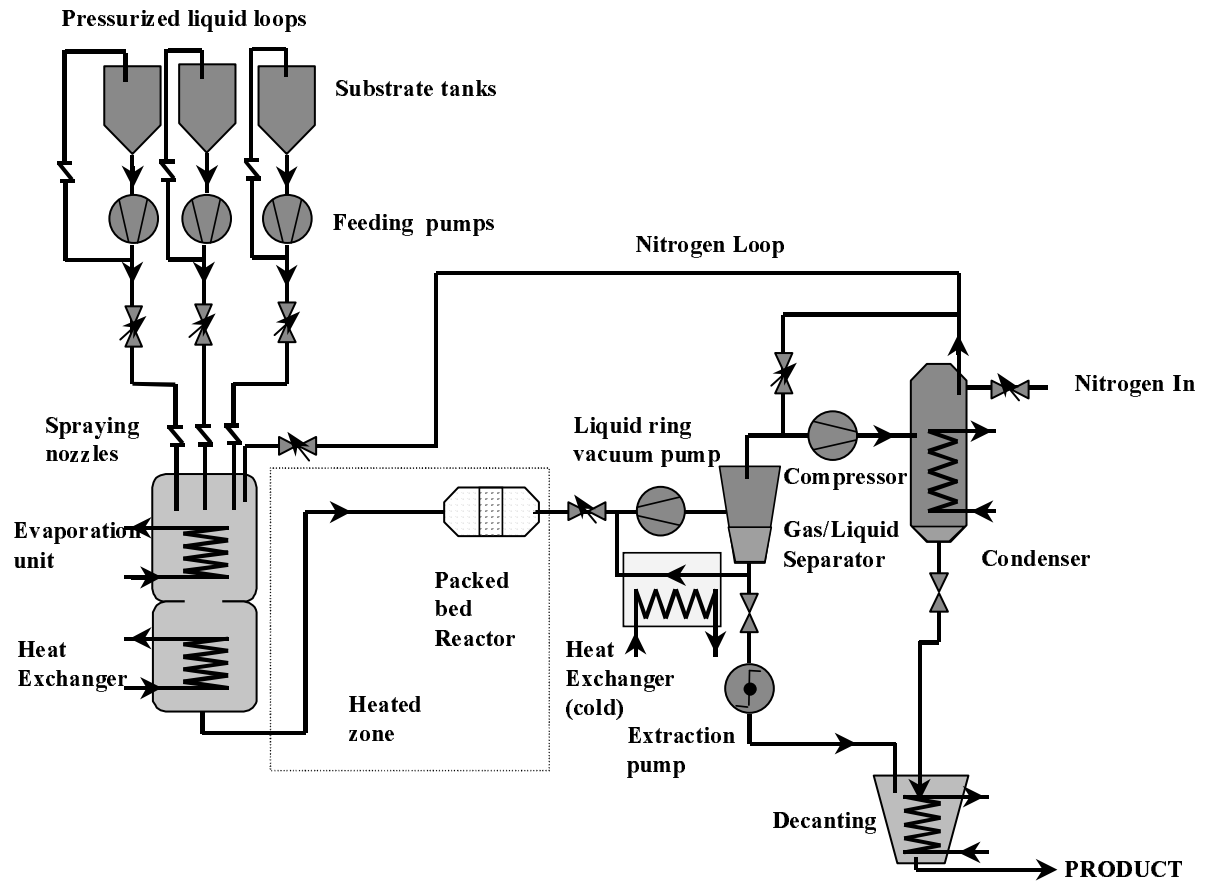 Pressurized liquid loops
Substrate tanks
Feeding pumps
Nitrogen Loop
Nitrogen In
Spraying
nozzles
Liquid ring
vacuum pump
Compressor
Evaporation
unit
Gas/Liquid
Separator
Condenser
Packed
bed
Reactor
Heat
Exchanger
Heat
Exchanger
(cold)
Heated
zone
Extraction
pump
Decanting
PRODUCT